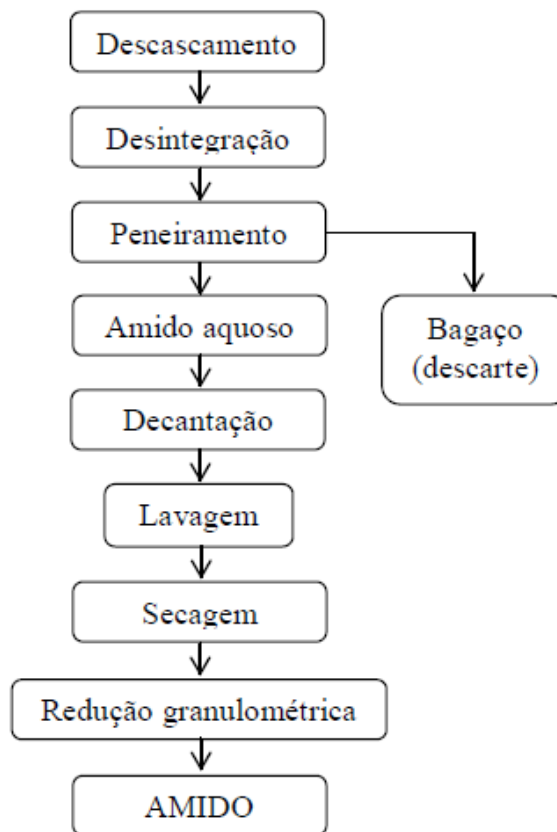 Descascamento
Desintegração
Peneiramento
Amido aquoso
Bagaço
(descarte)
Decantação
Lavagem
Secagem
Redução granulométrica
AMIDO